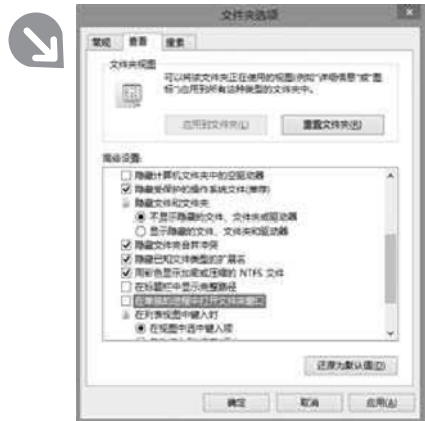 文件夹选项
常规 查看 搜索
文件夹视图
可以将该文件夹正在使用的视图(例如“详细信息”或“图
标”)应用到所有这种类型的文件夹中。
应用到文件夹(L) 重置文件夹(R)
高级设置:
隐藏计算机文件夹中的空驱动器
隐藏受保护的操作系统文件(推荐)
隐藏文件和文件夹
不显示隐藏的文件、文件夹或驱动器
显示隐藏的文件、文件夹和驱动器
隐藏文件夹合并冲突
隐藏已知文件类型的扩展名
用彩色显示加密或压缩的 NTFS 文件
在标题栏中显示完整路径
在单独的进程中打开文件夹窗口
在列表视图中键入时
在视图中选中键入项
还原为默认值(D)
确定 取消 应用(A)